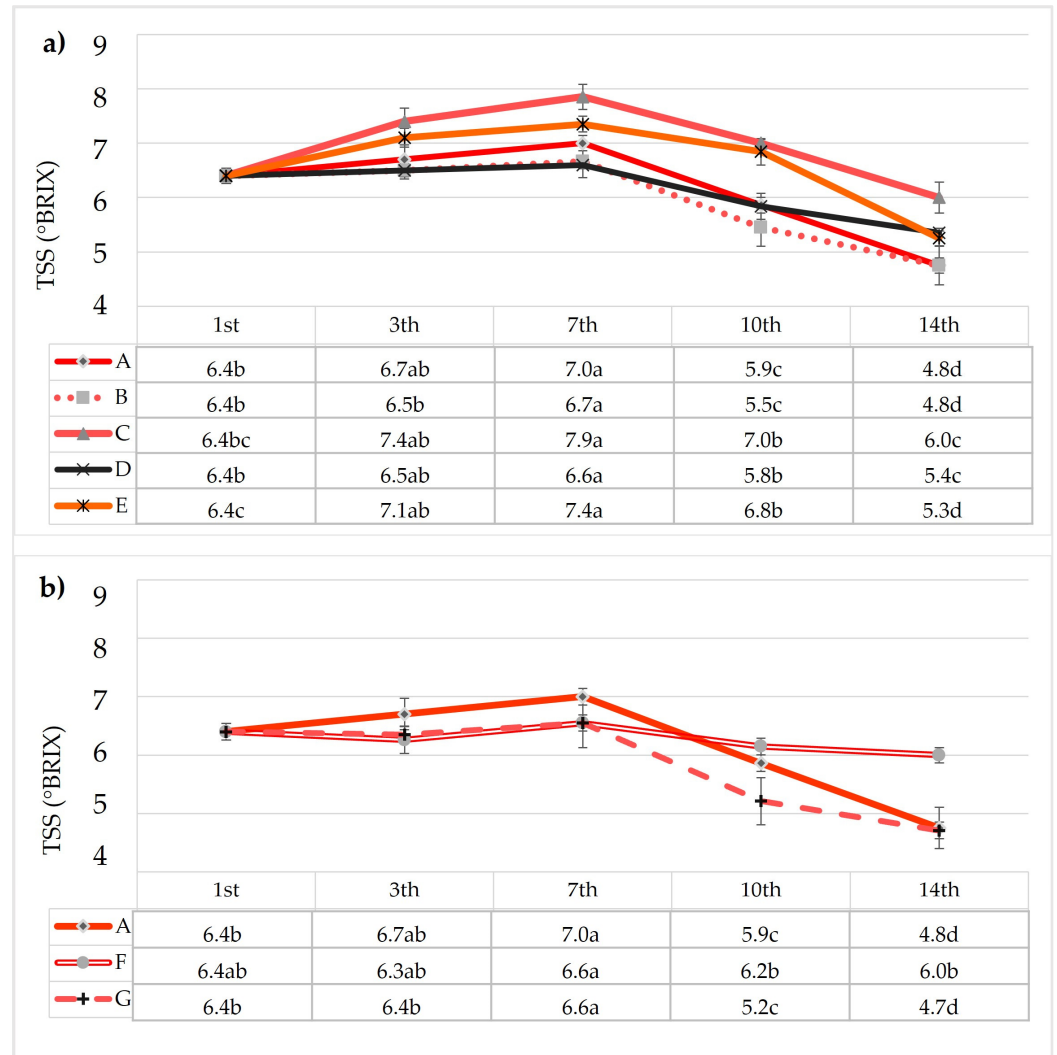 a)
9
8
7
6
5
4
TSS (°BRIX)
1st 3th 7th 10th 14th
A 6.4b 6.7ab 7.0a 5.9c 4.8d
B 6.4b 6.5b 6.7a 5.5c 4.8d
C 6.4bc 7.4ab 7.9a 7.0b 6.0c
D 6.4b 6.5ab 6.6a 5.8b 5.4c
E 6.4c 7.1ab 7.4a 6.8b 5.3d
b)
9
8
7
6
5
4
TSS (°BRIX)
1st 3th 7th 10th 14th
A 6.4b 6.7ab 7.0a 5.9c 4.8d
F 6.4ab 6.3ab 6.6a 6.2b 6.0b
G 6.4b 6.4b 6.6a 5.2c 4.7d